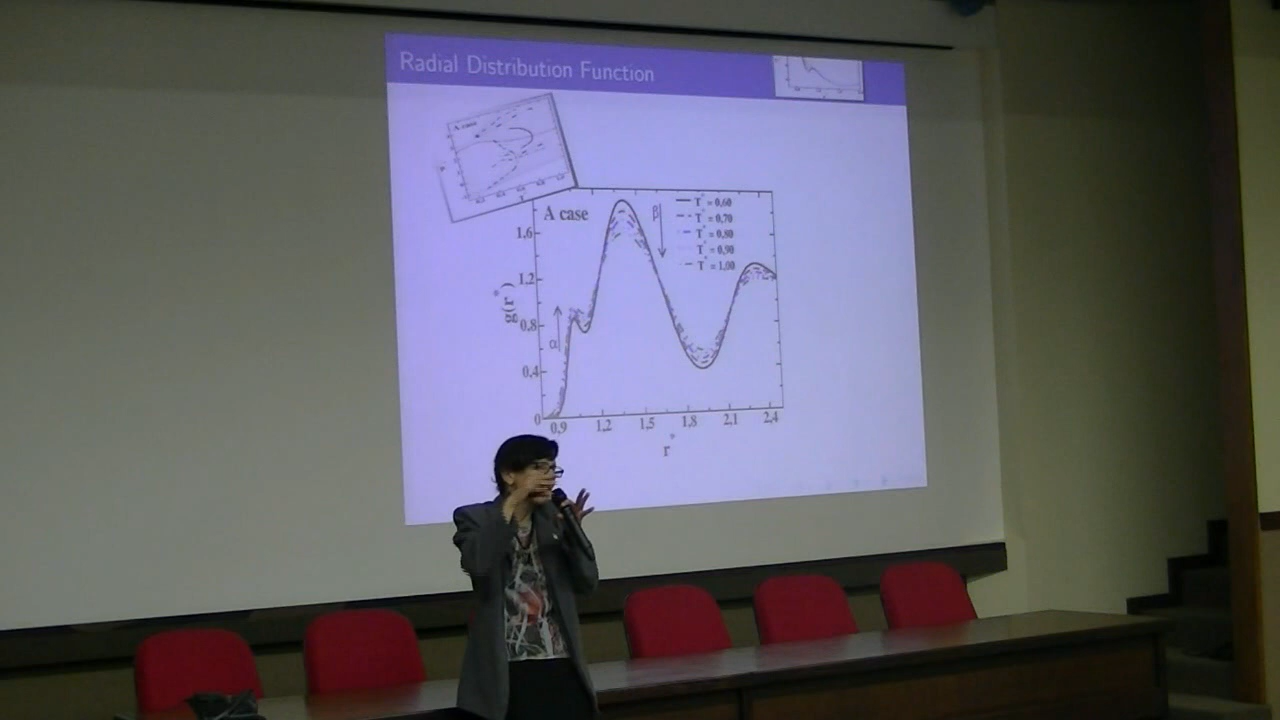 Radial Distribution Function
A case
A case
β
T* = 0,60
T* = 0,70
T* = 0,80
T* = 0,90
T* = 1,00
1,6
1,2
g(r*)
0,8
α
0,4
0
0,9
1,2
1,5
1,8
2,1
2,4
r*